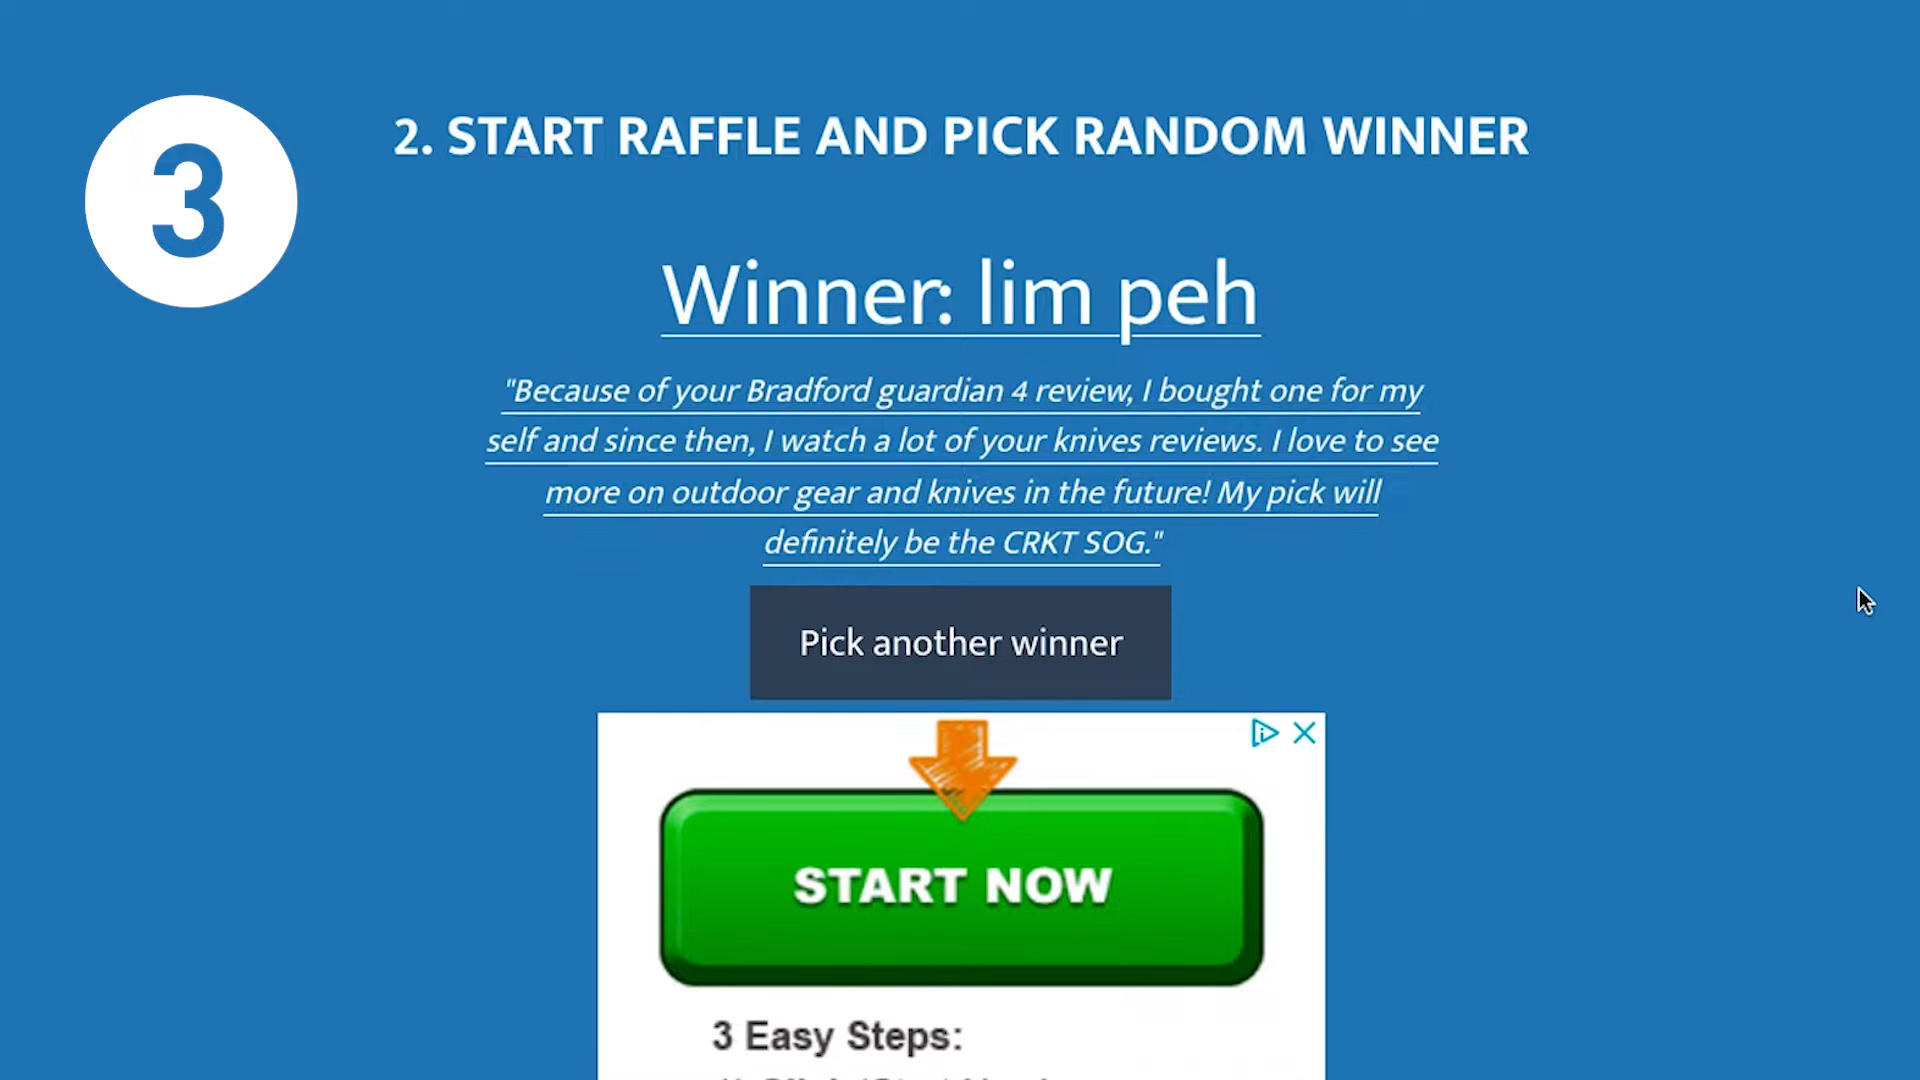 3
2. START RAFFLE AND PICK RANDOM WINNER
Winner: lim peh
"Because of your Bradford guardian 4 review, I bought one for my
self and since then, I watch a lot of your knives reviews. I love to see
more on outdoor gear and knives in the future! My pick will
definitely be the CRKT SOG."
Pick another winner
START NOW
3 Easy Steps: